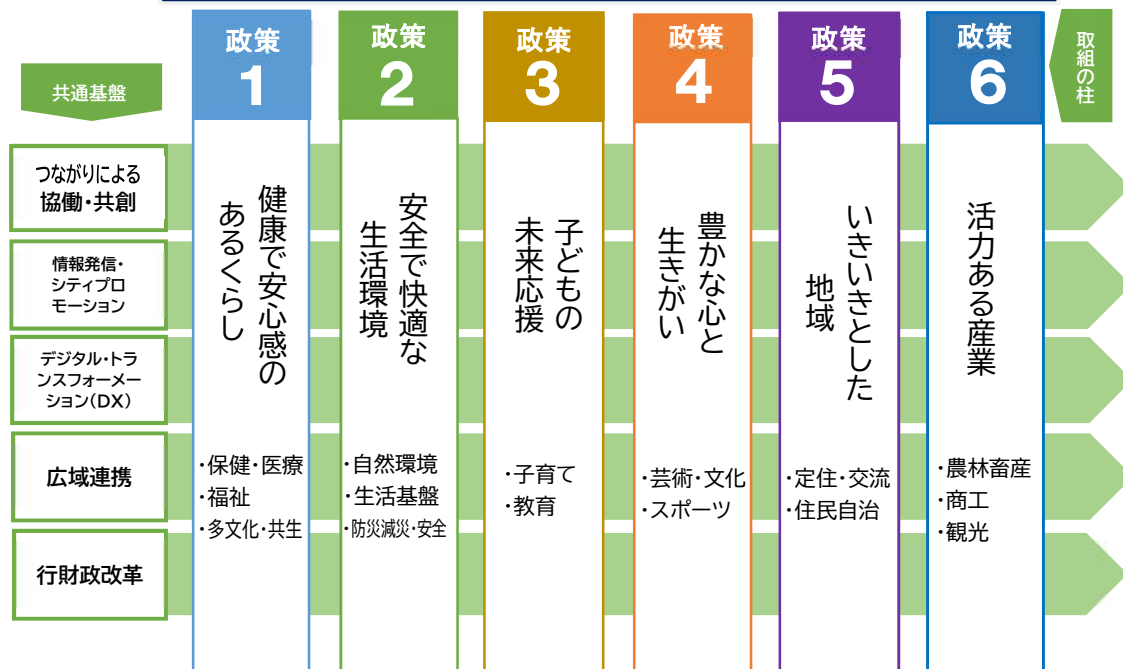 共通基盤
取組の柱
政策
1
健康で安心感の
あるくらし
・保健・医療
・福祉
・多文化・共生
政策
2
安全で快適な
生活環境
・自然環境
・生活基盤
・防災減災・安全
政策
3
子どもの
未来応援
・子育て
・教育
政策
4
豊かな心と
生きがい
・芸術・文化
・スポーツ
政策
5
いきいきとした
地域
・定住・交流
・住民自治
政策
6
活力ある産業
・農林畜産
・商工
・観光
つながりによる
協働・共創
情報発信・
シティプロ
モーション
デジタル・トラ
ンスフォーメー
ション(DX)
広域連携
行財政改革